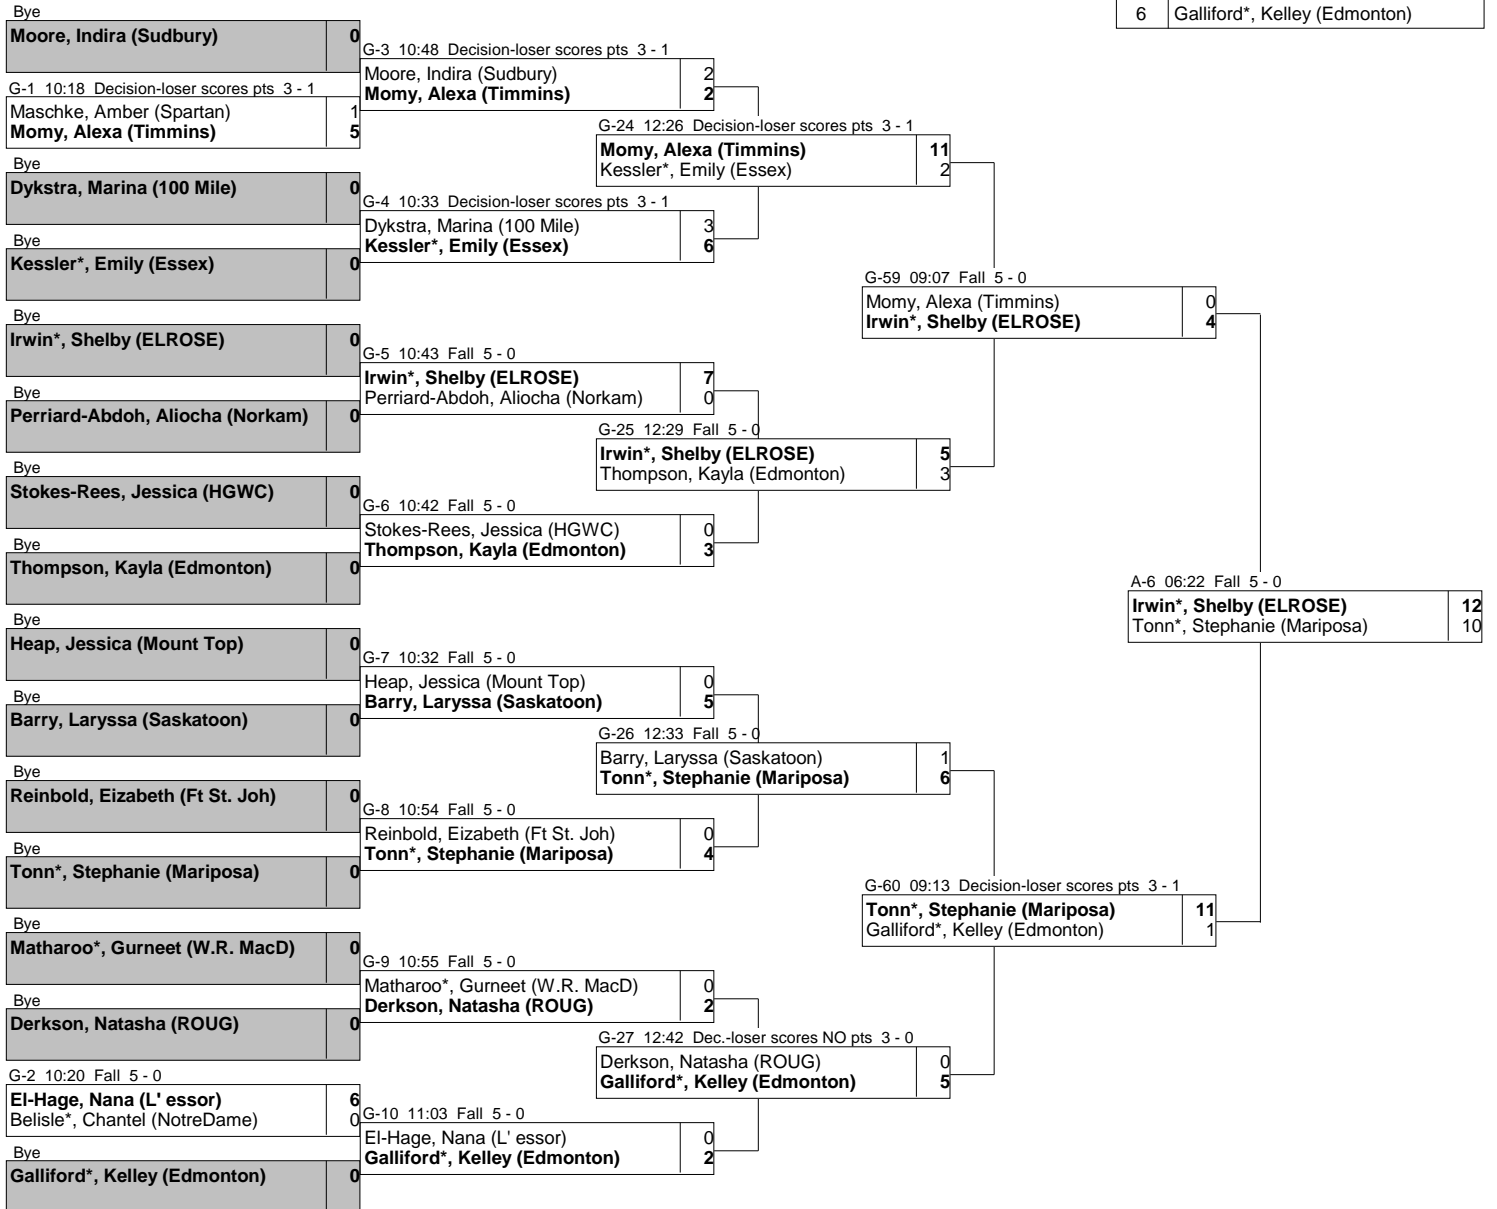 6 Galliford*, Kelley (Edmonton)
Bye
Moore, Indira (Sudbury) 0
G-1 10:18 Decision-loser scores pts 3 - 1
Maschke, Amber (Spartan) 1
Momy, Alexa (Timmins) 5
Bye
Dykstra, Marina (100 Mile) 0
Bye
Kessler*, Emily (Essex) 0
Bye
Irwin*, Shelby (ELROSE) 0
Bye
Perriard-Abdoh, Aliocha (Norkam) 0
Bye
Stokes-Rees, Jessica (HGWC) 0
Bye
Thompson, Kayla (Edmonton) 0
Bye
Heap, Jessica (Mount Top) 0
Bye
Barry, Laryssa (Saskatoon) 0
Bye
Reinbold, Eizabeth (Ft St. Joh) 0
Bye
Tonn*, Stephanie (Mariposa) 0
Bye
Matharoo*, Gurneet (W.R. MacD) 0
Bye
Derkson, Natasha (ROUG) 0
G-2 10:20 Fall 5 - 0
El-Hage, Nana (L' essor) 6
Belisle*, Chantel (NotreDame) 0
Bye
Galliford*, Kelley (Edmonton) 0
G-3 10:48 Decision-loser scores pts 3 - 1
Moore, Indira (Sudbury) 2
Momy, Alexa (Timmins) 2
G-4 10:33 Decision-loser scores pts 3 - 1
Dykstra, Marina (100 Mile) 3
Kessler*, Emily (Essex) 6
G-5 10:43 Fall 5 - 0
Irwin*, Shelby (ELROSE) 7
Perriard-Abdoh, Aliocha (Norkam) 0
G-6 10:42 Fall 5 - 0
Stokes-Rees, Jessica (HGWC) 0
Thompson, Kayla (Edmonton) 3
G-7 10:32 Fall 5 - 0
Heap, Jessica (Mount Top) 0
Barry, Laryssa (Saskatoon) 5
G-8 10:54 Fall 5 - 0
Reinbold, Eizabeth (Ft St. Joh) 0
Tonn*, Stephanie (Mariposa) 4
G-9 10:55 Fall 5 - 0
Matharoo*, Gurneet (W.R. MacD) 0
Derkson, Natasha (ROUG) 2
G-10 11:03 Fall 5 - 0
El-Hage, Nana (L' essor) 0
Galliford*, Kelley (Edmonton) 2
G-24 12:26 Decision-loser scores pts 3 - 1
Momy, Alexa (Timmins) 11
Kessler*, Emily (Essex) 2
G-25 12:29 Fall 5 - 0
Irwin*, Shelby (ELROSE) 5
Thompson, Kayla (Edmonton) 3
G-26 12:33 Fall 5 - 0
Barry, Laryssa (Saskatoon) 1
Tonn*, Stephanie (Mariposa) 6
G-27 12:42 Dec.-loser scores NO pts 3 - 0
Derkson, Natasha (ROUG) 0
Galliford*, Kelley (Edmonton) 5
G-59 09:07 Fall 5 - 0
Momy, Alexa (Timmins) 0
Irwin*, Shelby (ELROSE) 4
G-60 09:13 Decision-loser scores pts 3 - 1
Tonn*, Stephanie (Mariposa) 11
Galliford*, Kelley (Edmonton) 1
A-6 06:22 Fall 5 - 0
Irwin*, Shelby (ELROSE) 12
Tonn*, Stephanie (Mariposa) 10